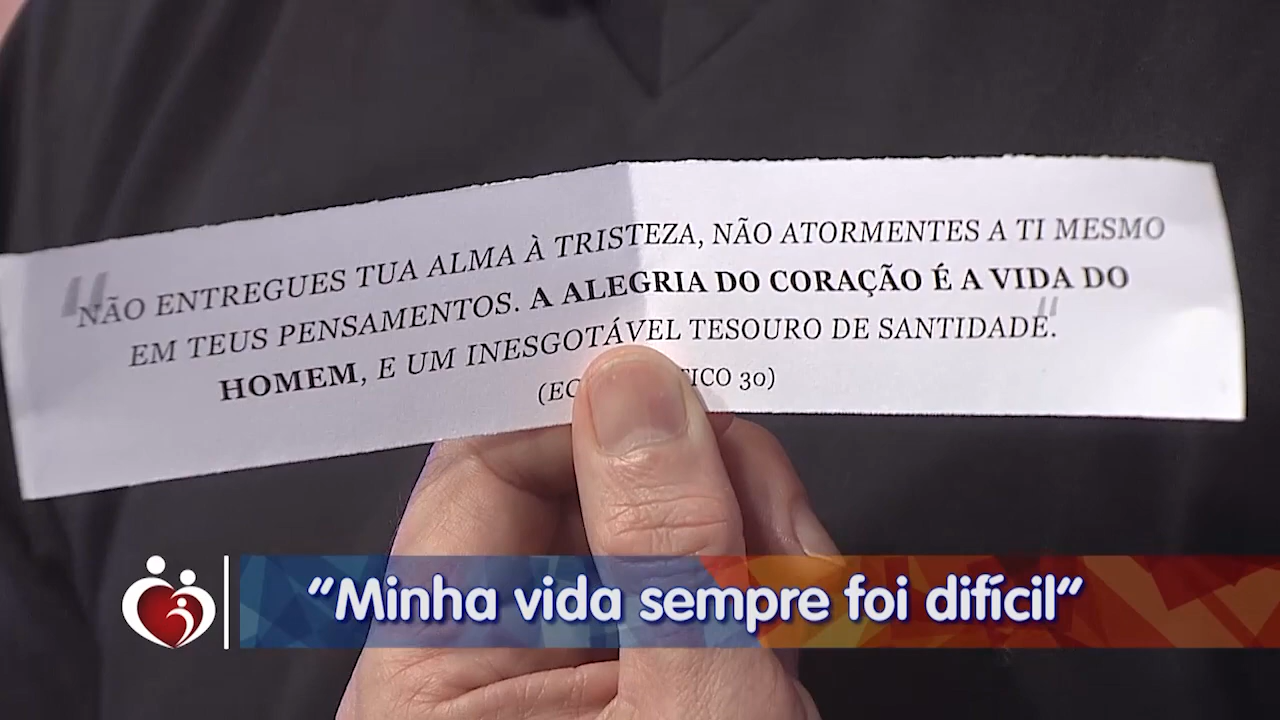 "NÃO ENTREGUES TUA ALMA À TRISTEZA, NÃO ATORMENTES A TI MESMO
EM TEUS PENSAMENTOS. A ALEGRIA DO CORAÇÃO É A VIDA DO
HOMEM, E UM INESGOTÁVEL TESOURO DE SANTIDADE."
30)
“Minha vida sempre foi difícil”